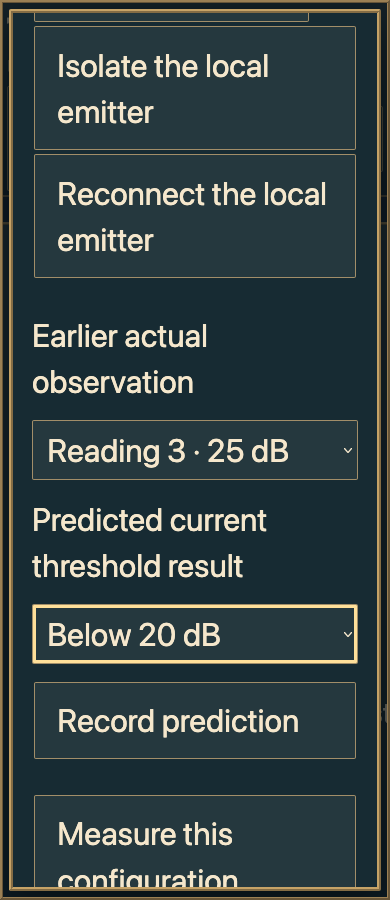 Isolate the local
emitter
Reconnect the local
emitter
Earlier actual
observation
Reading 3 · 25 dB
Predicted current
threshold result
Below 20 dB
Record prediction
Measure this
configuration